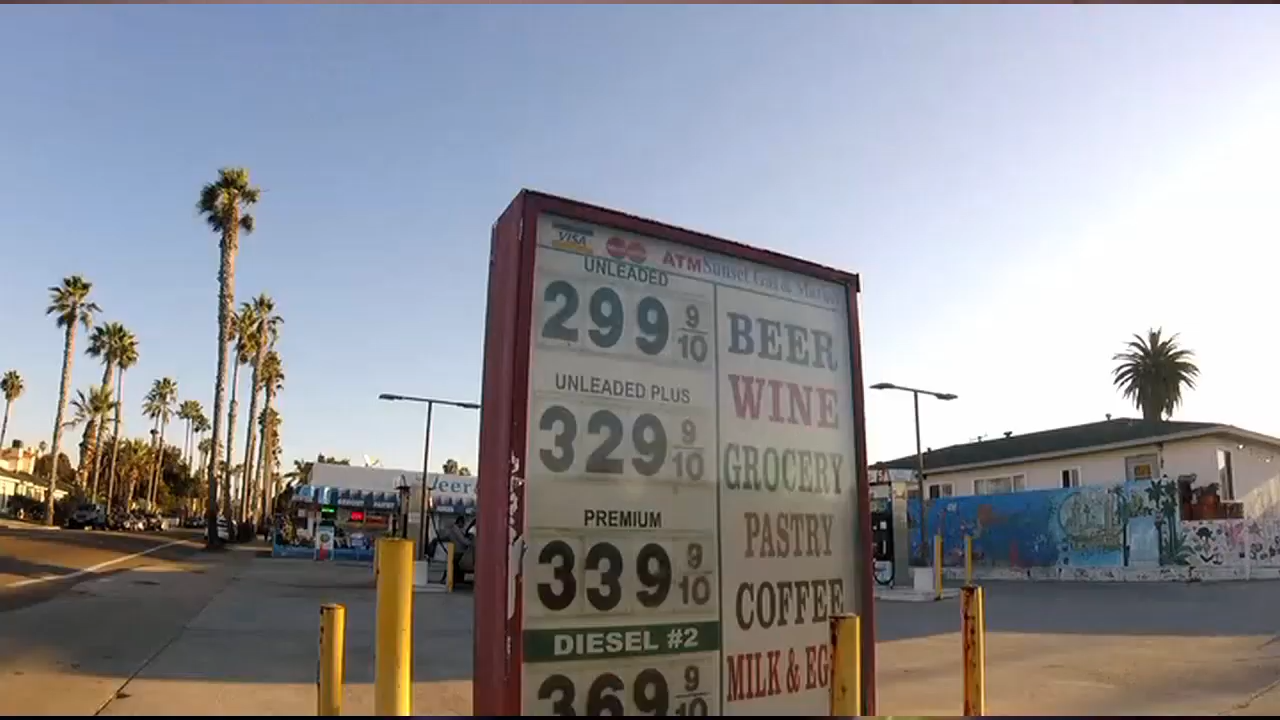 VISA
ATM Sunset Gas & Market
UNLEADED
299 9/10
UNLEADED PLUS
329 9/10
PREMIUM
339 9/10
DIESEL #2
369 9/10
BEER
WINE
GROCERY
PASTRY
COFFEE
MILK & EG
Beer